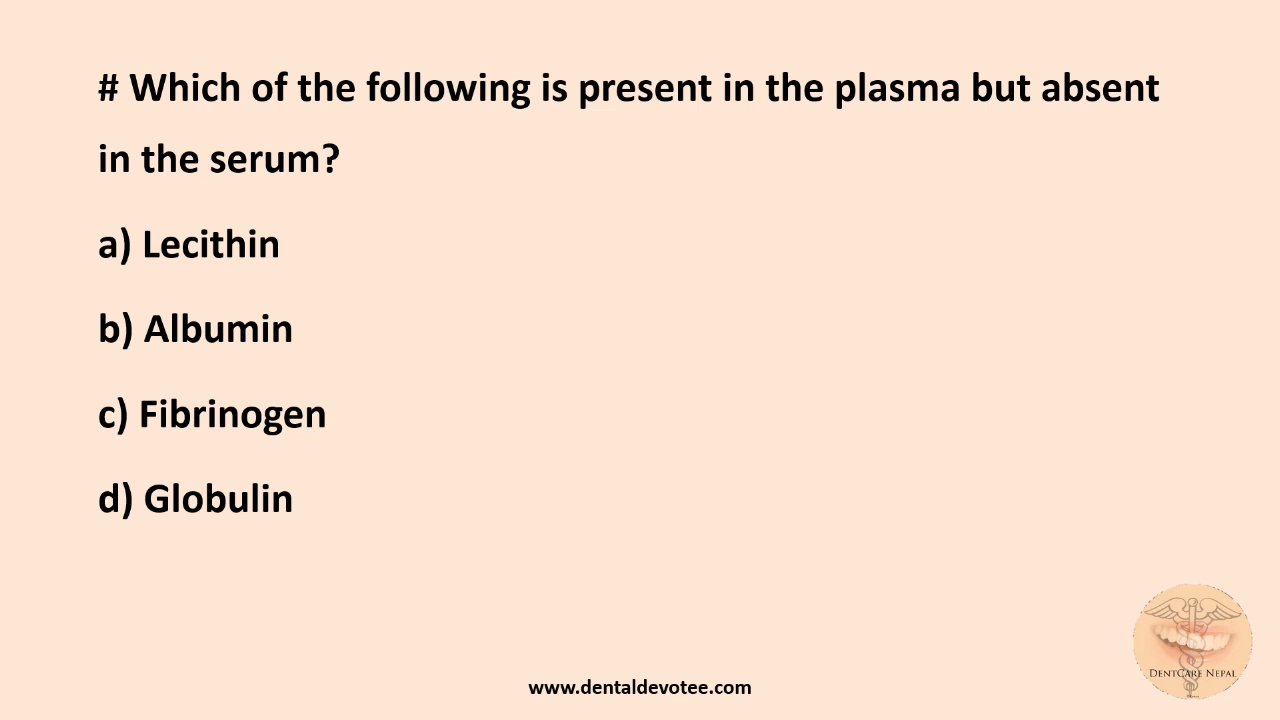 # Which of the following is present in the plasma but absent
in the serum?
a) Lecithin
b) Albumin
c) Fibrinogen
d) Globulin
DENTCARE NEPAL
www.dentaldevotee.com